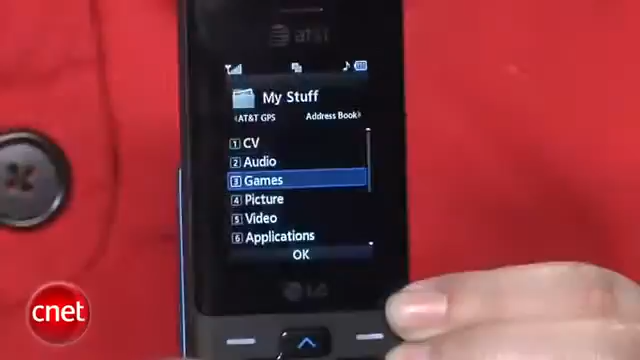 at&t
My Stuff
AT&T GPS
Address Book
1 CV
2 Audio
3 Games
4 Picture
5 Video
6 Applications
OK
LG
cnet